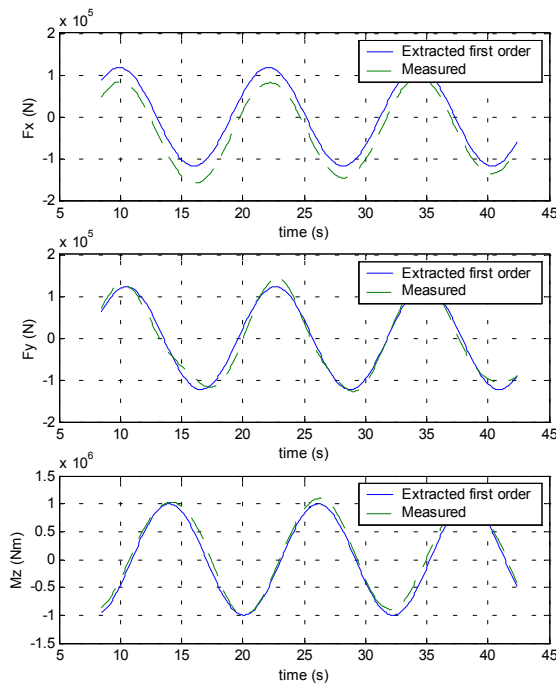 x 10^5
2
1
0
-1
-2
Fx (N)
Extracted first order
Measured
5 10 15 20 25 30 35 40 45
time (s)
x 10^5
2
1
0
-1
-2
Fy (N)
Extracted first order
Measured
5 10 15 20 25 30 35 40 45
time (s)
x 10^6
1.5
1
0.5
0
-0.5
-1
-1.5
Mz (Nm)
Extracted first order
Measured
5 10 15 20 25 30 35 40 45
time (s)